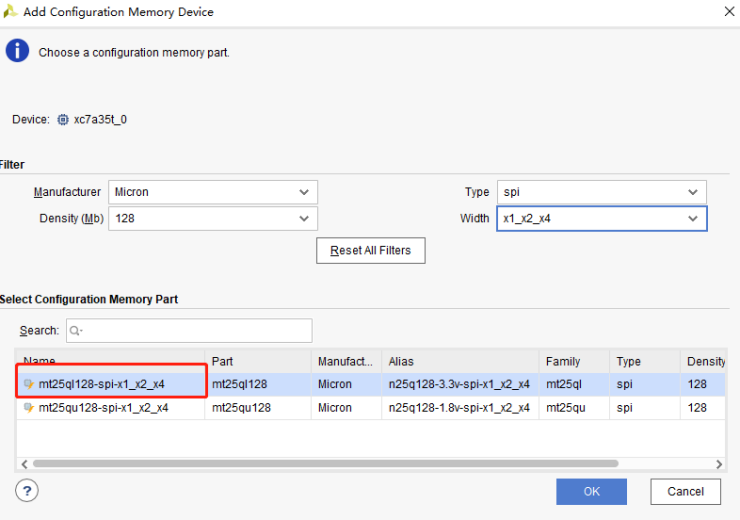 Add Configuration Memory Device
Choose a configuration memory part.
Device: xc7a35t_0
Filter
Manufacturer Micron Type spi
Density (Mb) 128 Width x1_x2_x4
Reset All Filters
Select Configuration Memory Part
Search: Q-
Name Part Manufact... Alias Family Type Density
mt25ql128-spi-x1_x2_x4 mt25ql128 Micron n25q128-3.3v-spi-x1_x2_x4 mt25ql spi 128
mt25qu128-spi-x1_x2_x4 mt25qu128 Micron n25q128-1.8v-spi-x1_x2_x4 mt25qu spi 128
? OK Cancel